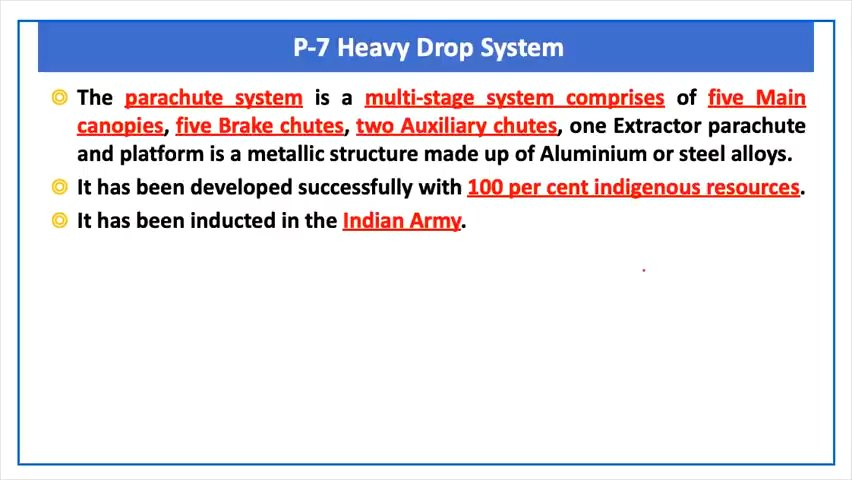 P-7 Heavy Drop System
The parachute system is a multi-stage system comprises of five Main
canopies, five Brake chutes, two Auxiliary chutes, one Extractor parachute
and platform is a metallic structure made up of Aluminium or steel alloys.
It has been developed successfully with 100 per cent indigenous resources.
It has been inducted in the Indian Army.